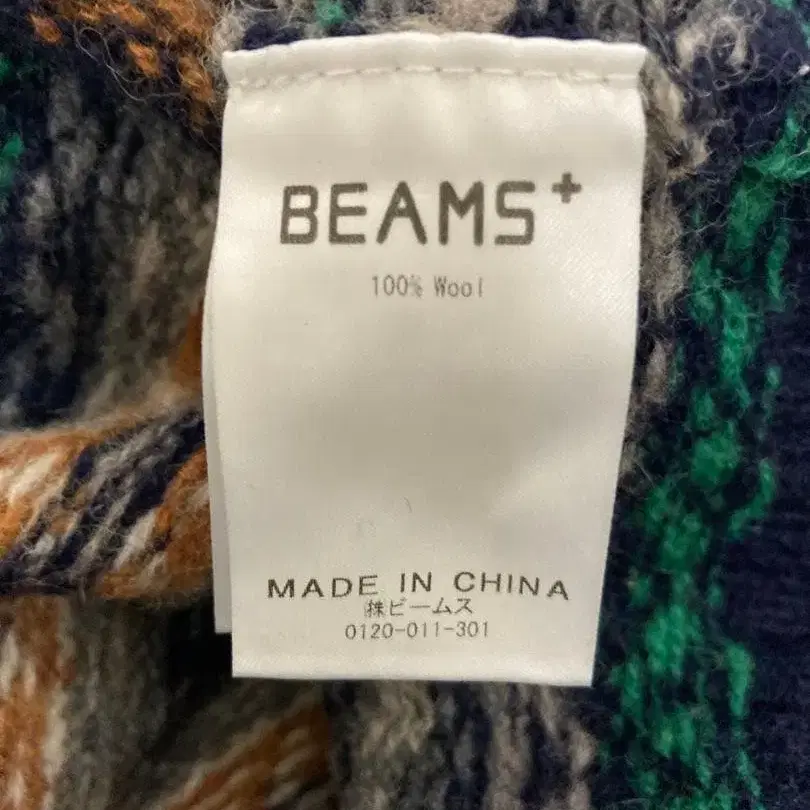 BEAMS+
100% Wool
MADE IN CHINA
㈱ビームス
0120-011-301